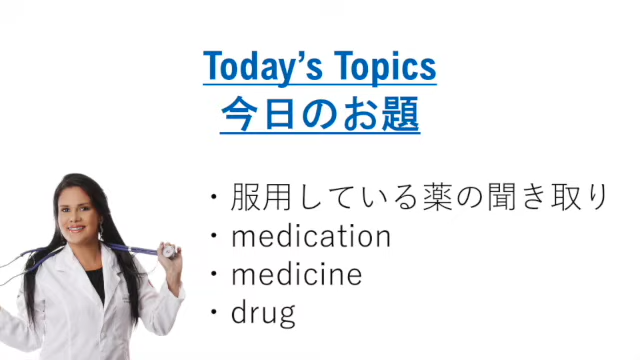 Today's Topics
今日のお題
・服用している薬の聞き取り
・medication
・medicine
・drug